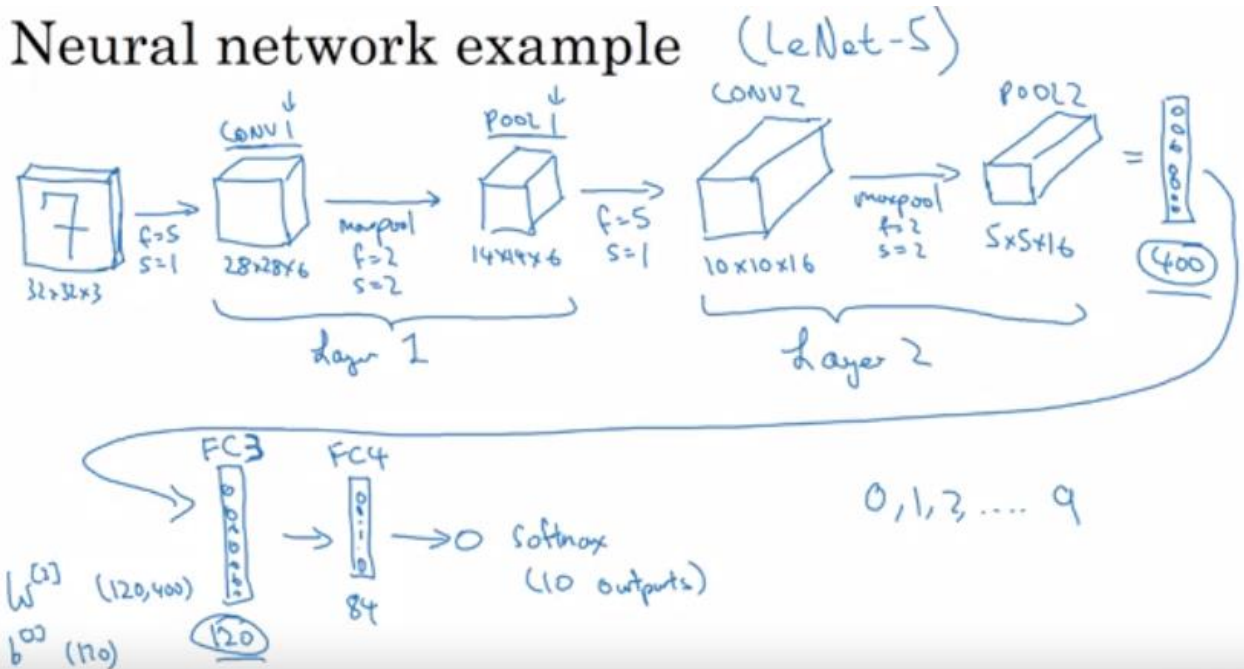 Neural network example (LeNet-5)
CONV1
POOL1
CONV2
POOL2
7
f=5
s=1
32×32×3
28×28×6
maxpool
f=2
s=2
14×14×6
f=5
s=1
10×10×16
maxpool
f=2
s=2
5×5×16
=
400
Layer 1
Layer 2
FC3
FC4
0,1,2,.... 9
Softmax
(10 outputs)
W[3] (120,400)
120
84
b[3] (120)